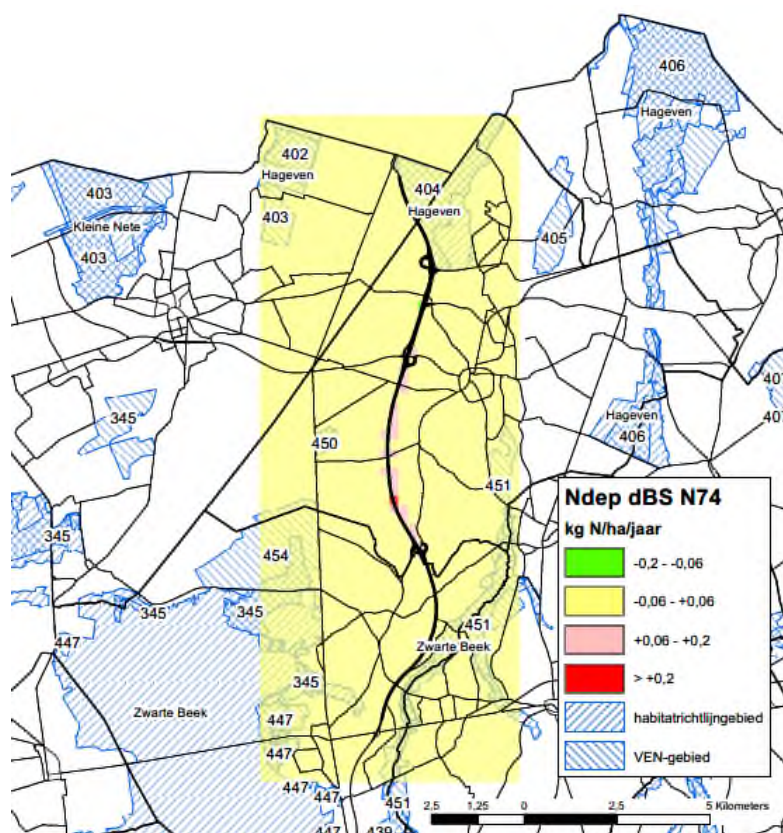 406
Hageven
402
Hageven
403
404
Hageven
403
Kleine Nete
403
405
407
407
345
450
Hageven
406
451
345
454
345
345
447
451
Zwarte Beek
Zwarte Beek
345
447
447
447
447
451
439
Ndep dBS N74
kg N/ha/jaar
-0,2 - -0,06
-0,06 - +0,06
+0,06 - +0,2
> +0,2
habitatrichtlijngebied
VEN-gebied
2,5 1,25 0 2,5 5 Kilometers